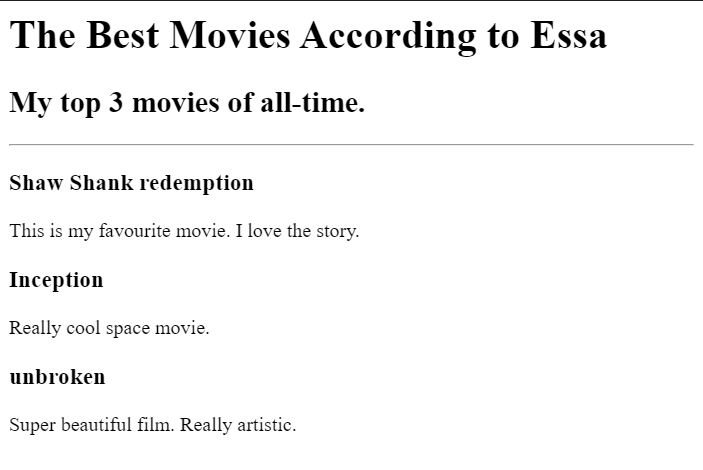 The Best Movies According to Essa
My top 3 movies of all-time.
Shaw Shank redemption
This is my favourite movie. I love the story.
Inception
Really cool space movie.
unbroken
Super beautiful film. Really artistic.